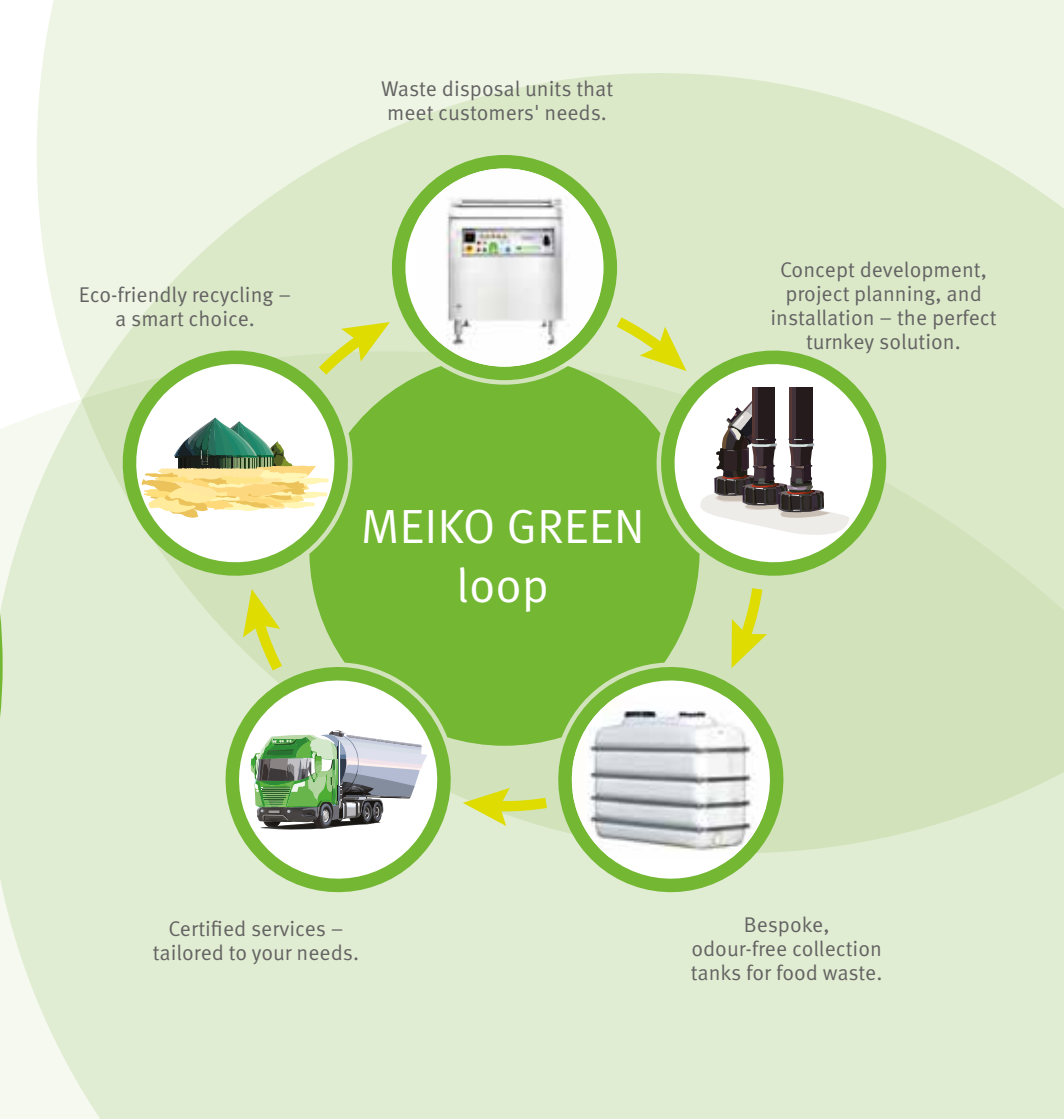 Waste disposal units that
meet customers' needs.
Concept development,
project planning, and
installation – the perfect
turnkey solution.
Eco-friendly recycling –
a smart choice.
MEIKO GREEN
loop
Certified services –
tailored to your needs.
Bespoke,
odour-free collection
tanks for food waste.